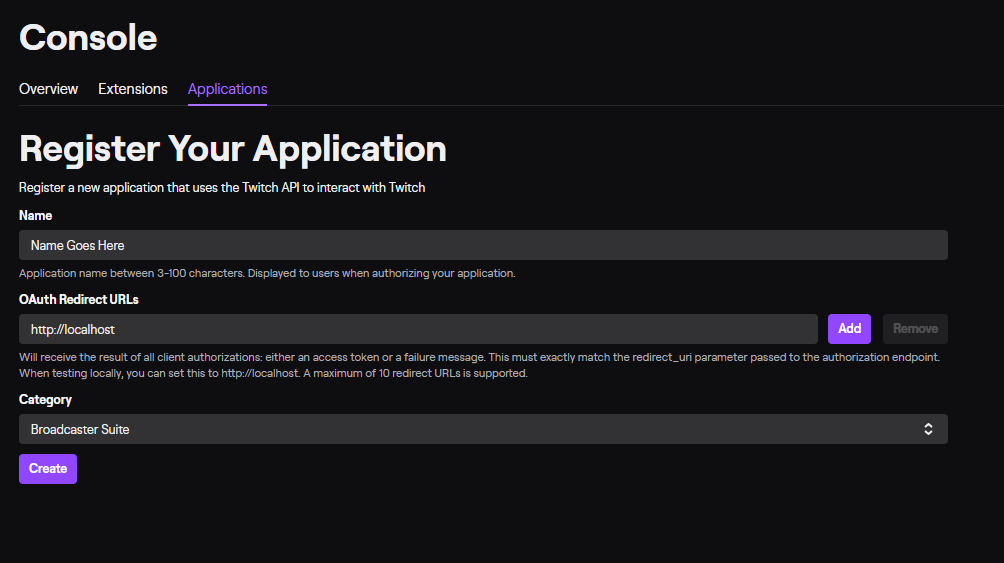 Console
Overview Extensions Applications
Register Your Application
Register a new application that uses the Twitch API to interact with Twitch
Name
Name Goes Here
Application name between 3-100 characters. Displayed to users when authorizing your application.
OAuth Redirect URLs
http://localhost Add Remove
Will receive the result of all client authorizations: either an access token or a failure message. This must exactly match the redirect_uri parameter passed to the authorization endpoint.
When testing locally, you can set this to http://localhost. A maximum of 10 redirect URLs is supported.
Category
Broadcaster Suite
Create